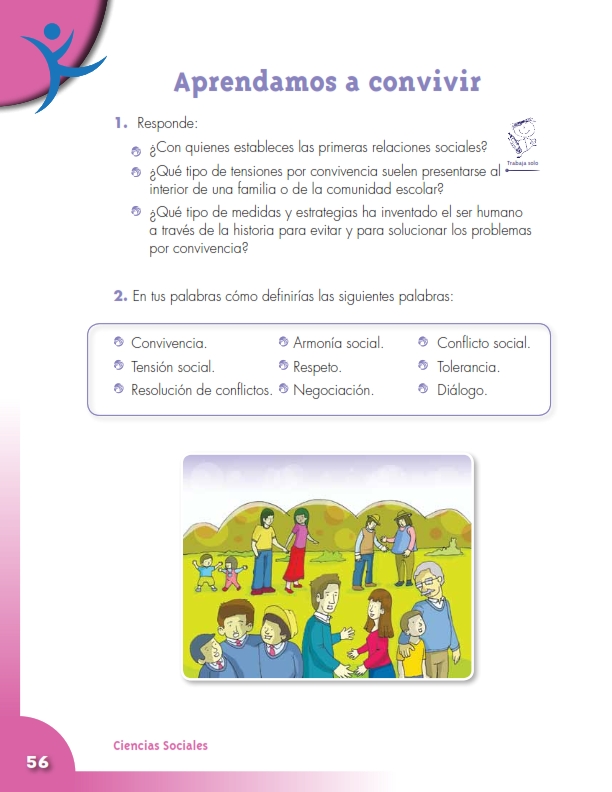 Aprendamos a convivir
1. Responde:
¿Con quienes estableces las primeras relaciones sociales?
¿Qué tipo de tensiones por convivencia suelen presentarse al
interior de una familia o de la comunidad escolar?
Trabaja solo
¿Qué tipo de medidas y estrategias ha inventado el ser humano
a través de la historia para evitar y para solucionar los problemas
por convivencia?
2. En tus palabras cómo definirías las siguientes palabras:
Convivencia. Armonía social. Conflicto social.
Tensión social. Respeto. Tolerancia.
Resolución de conflictos. Negociación. Diálogo.
Ciencias Sociales
56